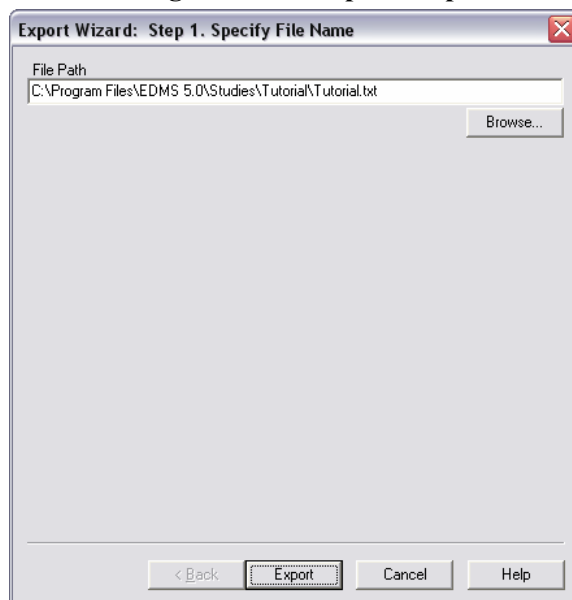 Export Wizard: Step 1. Specify File Name
File Path
C:\Program Files\EDMS 5.0\Studies\Tutorial\Tutorial.txt
Browse...
< Back Export Cancel Help